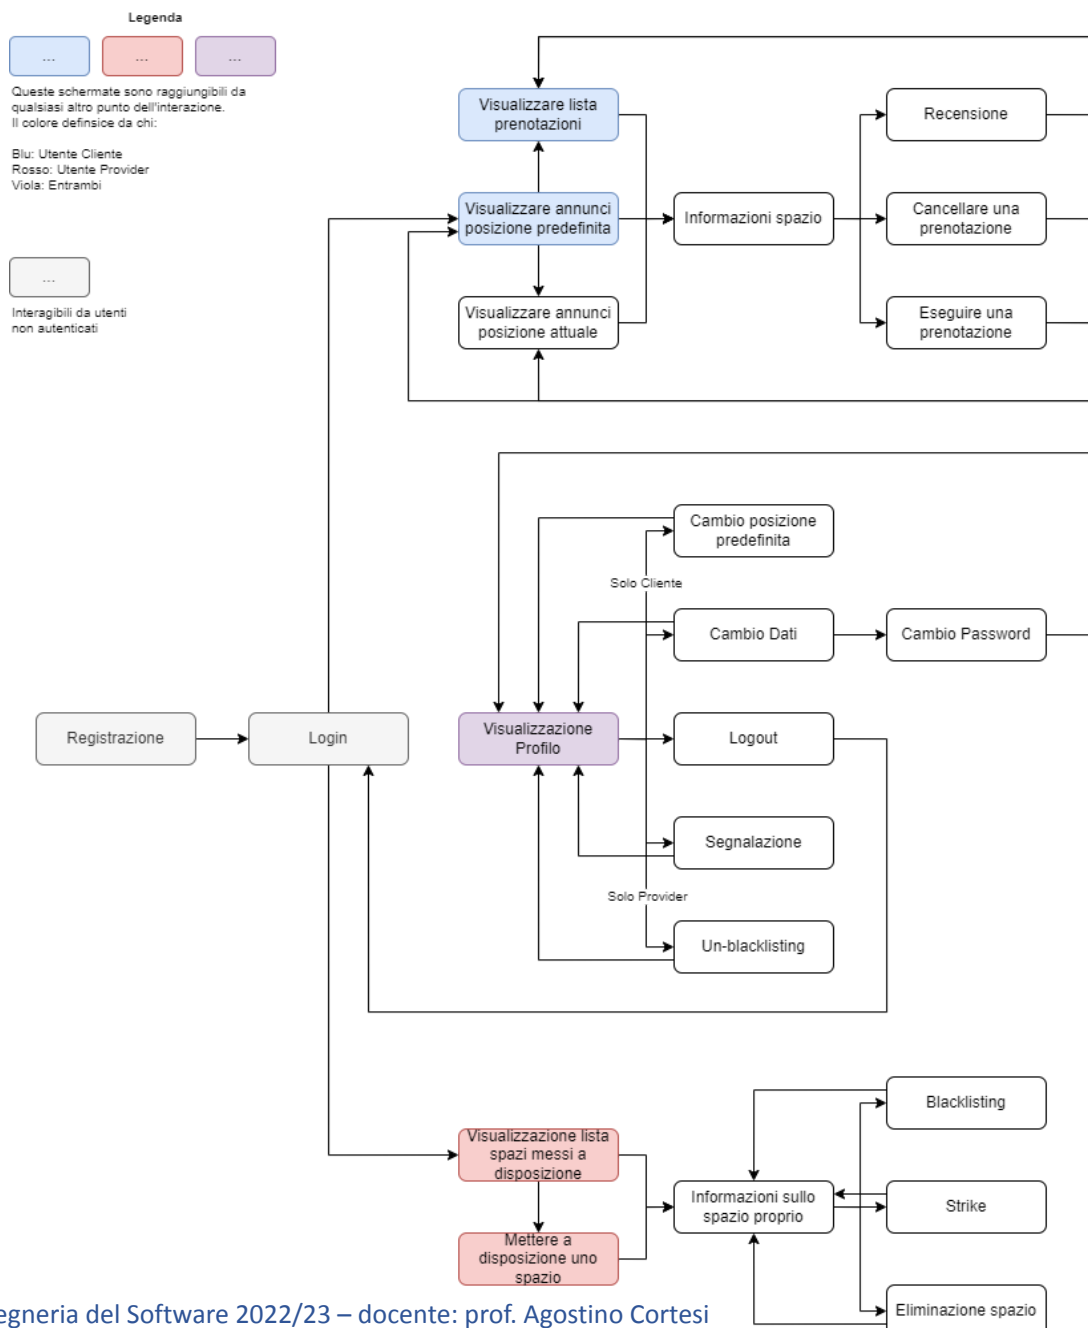 Legenda
...
...
...
Queste schermate sono raggiungibili da
qualsiasi altro punto dell'interazione.
Il colore definsice da chi:
Blu: Utente Cliente
Rosso: Utente Provider
Viola: Entrambi
...
Interagibili da utenti
non autenticati
Visualizzare lista
prenotazioni
Visualizzare annunci
posizione predefinita
Visualizzare annunci
posizione attuale
Informazioni spazio
Recensione
Cancellare una
prenotazione
Eseguire una
prenotazione
Registrazione
Login
Visualizzazione
Profilo
Cambio posizione
predefinita
Solo Cliente
Cambio Dati
Cambio Password
Logout
Segnalazione
Solo Provider
Un-blacklisting
Visualizzazione lista
spazi messi a
disposizione
Mettere a
disposizione uno
spazio
Informazioni sullo
spazio proprio
Blacklisting
Strike
Eliminazione spazio
egneria del Software 2022/23 – docente: prof. Agostino Cortesi